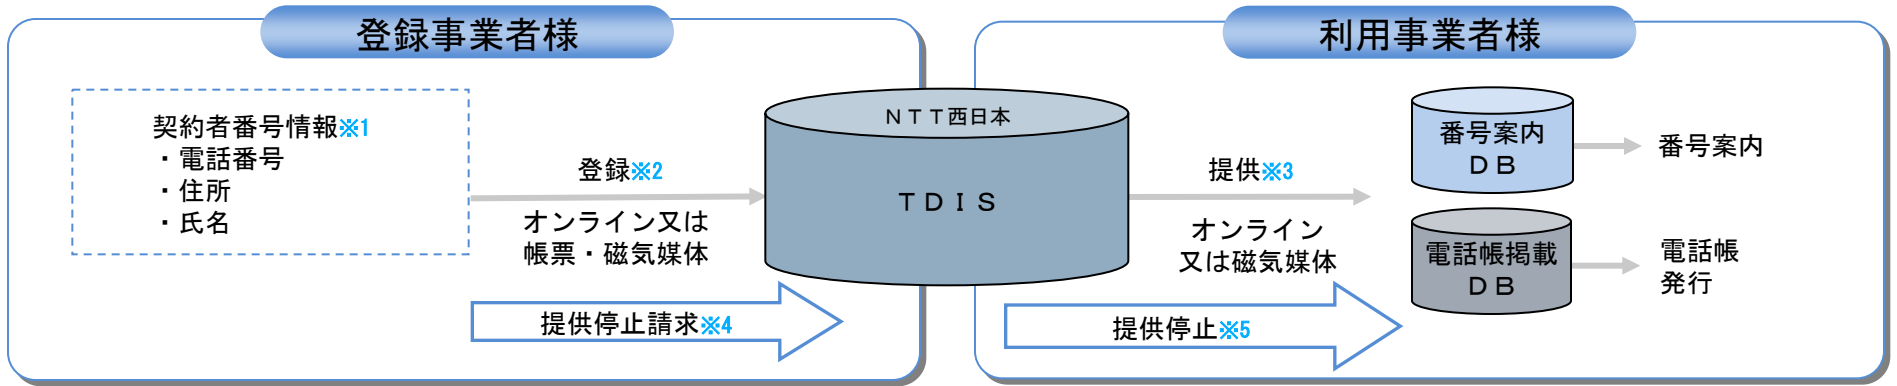 登録事業者様
契約者番号情報※1
・電話番号
・住所
・氏名
登録※2
オンライン又は
帳票・磁気媒体
提供停止請求※4
NTT西日本
TDIS
利用事業者様
提供※3
オンライン
又は磁気媒体
提供停止※5
番号案内
DB
番号案内
電話帳掲載
DB
電話帳
発行